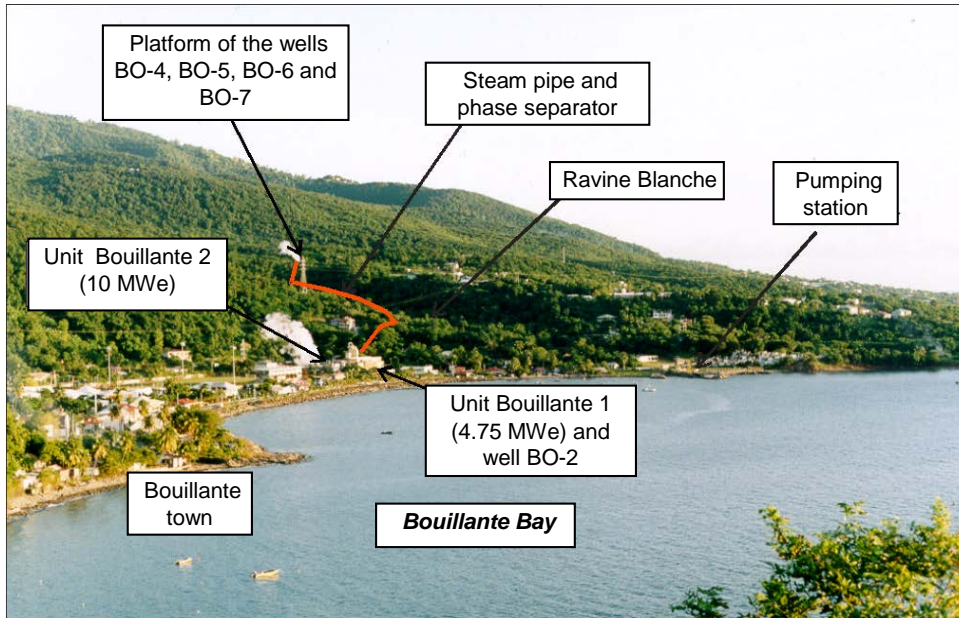 Platform of the wells
BO-4, BO-5, BO-6 and
BO-7
Steam pipe and
phase separator
Ravine Blanche
Pumping
station
Unit Bouillante 2
(10 MWe)
Unit Bouillante 1
(4.75 MWe) and
well BO-2
Bouillante
town
Bouillante Bay